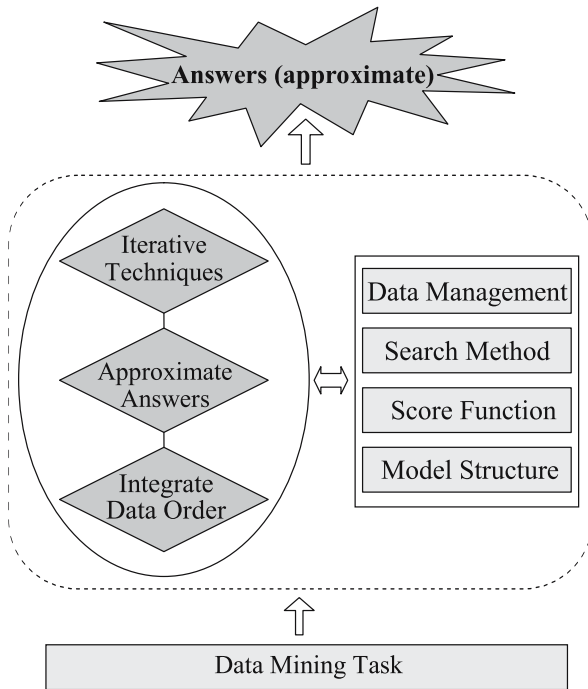 Answers (approximate)
Iterative
Techniques
Approximate
Answers
Integrate
Data Order
Data Management
Search Method
Score Function
Model Structure
Data Mining Task